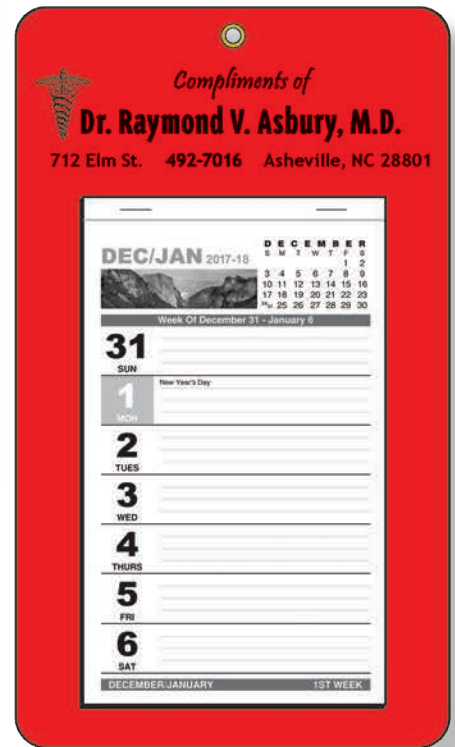 Compliments of
Dr. Raymond V. Asbury, M.D.
712 Elm St. 492-7016 Asheville, NC 28801
DEC/JAN 2017-18
DECEMBER
S M T W T F S
1 2
3 4 5 6 7 8 9
10 11 12 13 14 15 16
17 18 19 20 21 22 23
24/31 25 26 27 28 29 30
Week Of December 31 - January 6
31
SUN
New Year's Day
1
MON
2
TUES
3
WED
4
THURS
5
FRI
6
SAT
DECEMBER/JANUARY 1ST WEEK